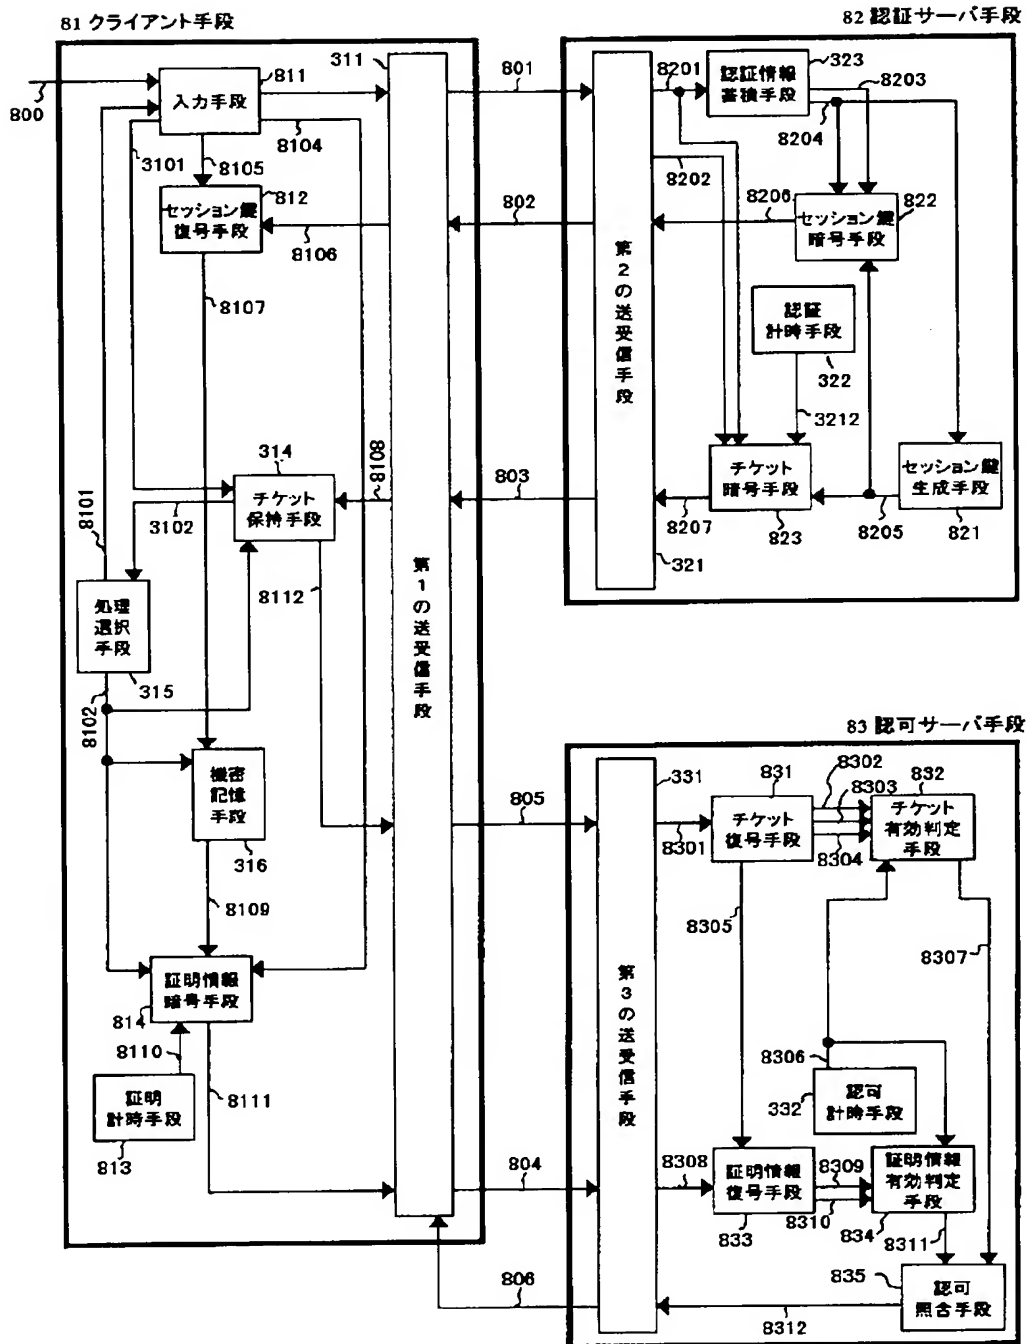 81 クライアント手段
82 認証サーバ手段
800
811
入力手段
3101
8105
8104
812
セッション鍵
復号手段
8106
8107
311
第1の送受信手段
801
802
803
8108
314
チケット
保持手段
3102
8101
8112
処理
選択
手段
315
8102
機密
記憶
手段
316
8109
証明情報
暗号手段
814
8110
8111
証明
計時手段
813
8201
323
認証情報
蓄積手段
8203
8204
8202
8206
セッション鍵
暗号手段
822
第2の送受信手段
認証
計時手段
322
3212
チケット
暗号手段
823
8207
8205
セッション鍵
生成手段
821
321
83 認可サーバ手段
331
831
8302
8303
832
805
チケット
復号手段
8301
8304
チケット
有効判定
手段
8305
8307
第3の送受信手段
8306
332
認可
計時手段
804
8308
証明情報
復号手段
833
8309
8310
証明情報
有効判定
手段
834
8311
835
認可
照合手段
806
8312